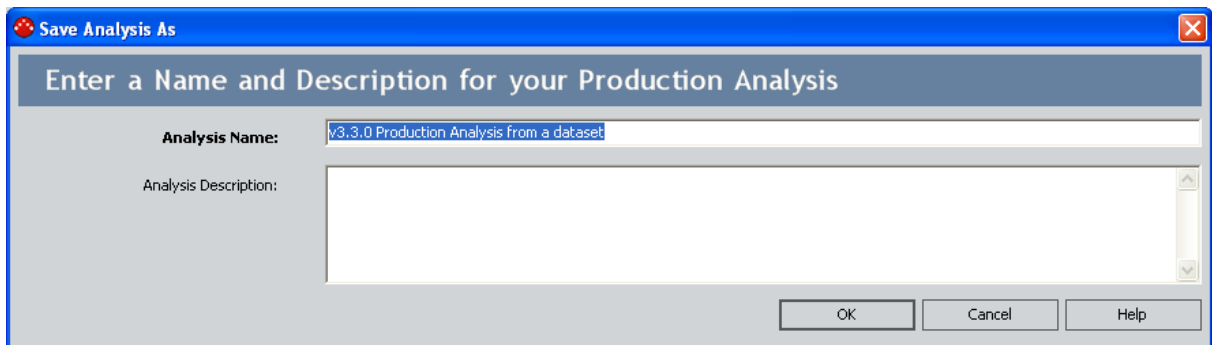 Save Analysis As
Enter a Name and Description for your Production Analysis
Analysis Name: v3.3.0 Production Analysis from a dataset
Analysis Description:
OK Cancel Help